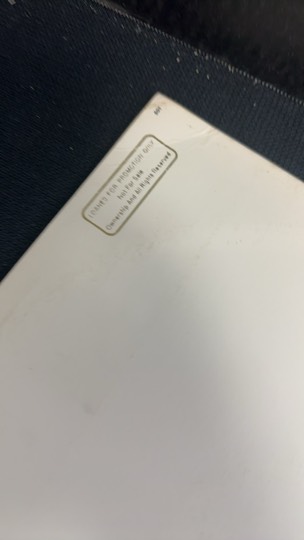 LOANED FOR PROMOTION ONLY
Not For Sale
Ownership And All Rights Reserved